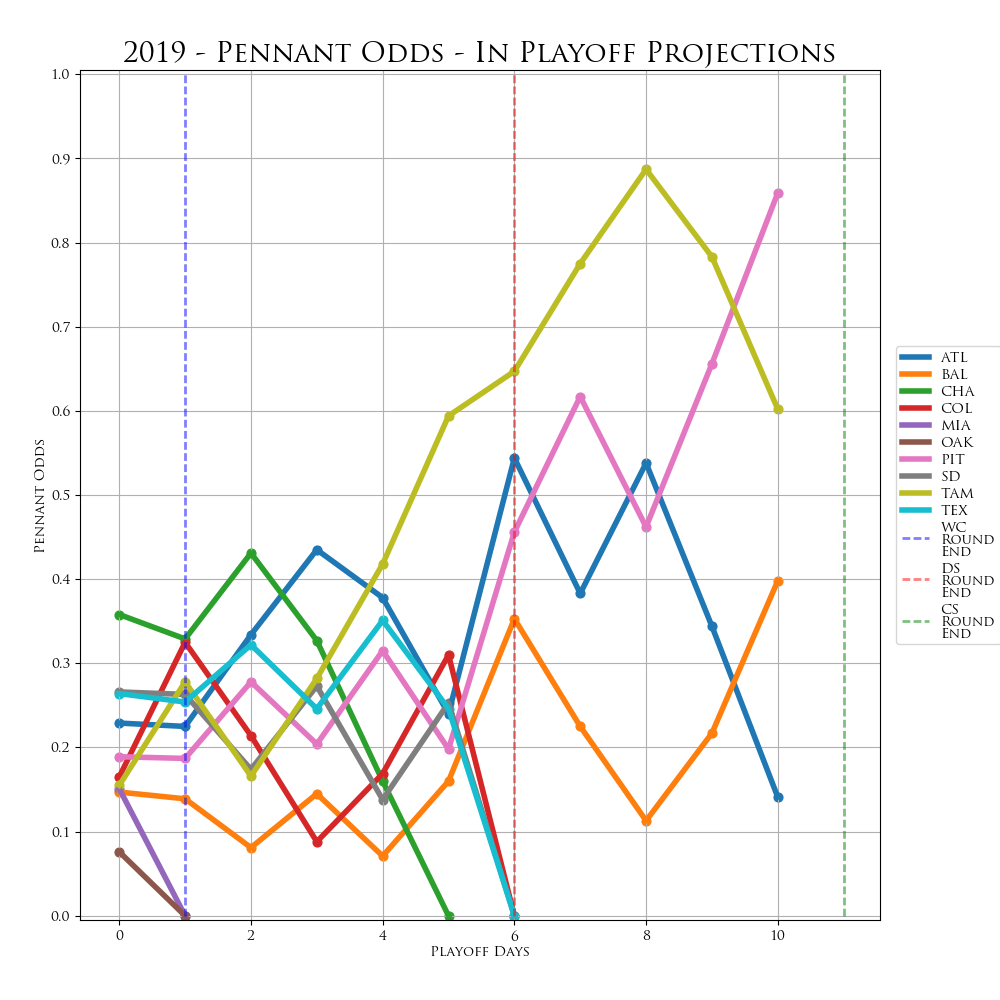 2019 - Pennant Odds - In Playoff Projections
1.0
0.9
0.8
0.7
0.6
0.5
0.4
0.3
0.2
0.1
0.0
Pennant Odds
0 2 4 6 8 10
Playoff Days
ATL
BAL
CHA
COL
MIA
OAK
PIT
SD
TAM
TEX
WC
Round
End
DS
Round
End
CS
Round
End